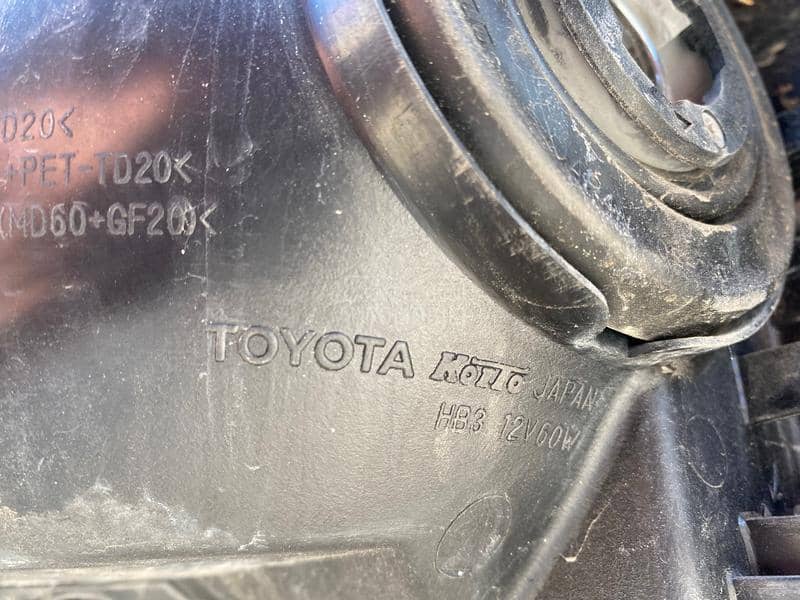 D20<
+PET-TD20<
(MD60+GF20)<
TOYOTA KOITO JAPAN
HB3 12V60W